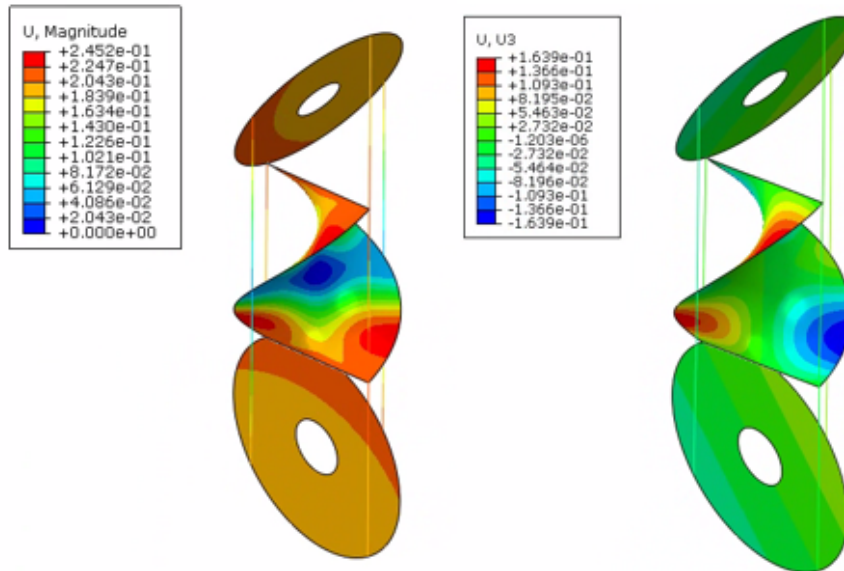 U, Magnitude
+2.452e-01
+2.247e-01
+2.043e-01
+1.839e-01
+1.634e-01
+1.430e-01
+1.226e-01
+1.021e-01
+8.172e-02
+6.129e-02
+4.086e-02
+2.043e-02
+0.000e+00
U, U3
+1.639e-01
+1.366e-01
+1.093e-01
+8.195e-02
+5.463e-02
+2.732e-02
-1.203e-06
-2.732e-02
-5.464e-02
-8.196e-02
-1.093e-01
-1.366e-01
-1.639e-01